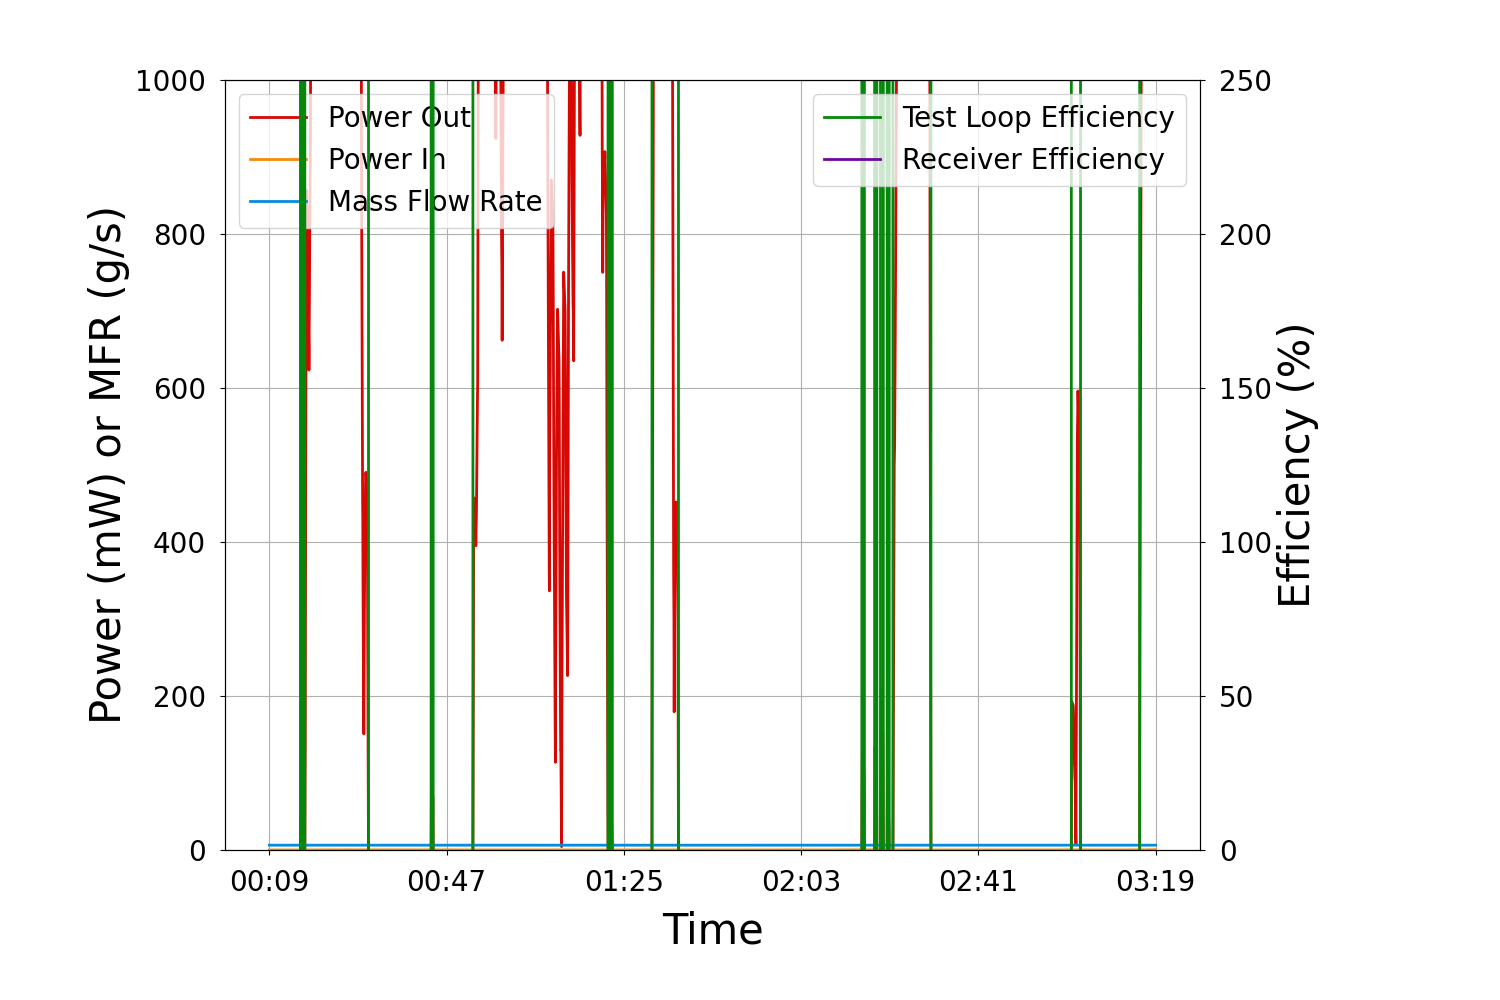 1000
800
600
400
200
0
Power (mW) or MFR (g/s)
Power Out
Power In
Mass Flow Rate
Test Loop Efficiency
Receiver Efficiency
250
200
150
100
50
0
Efficiency (%)
00:09 00:47 01:25 02:03 02:41 03:19
Time